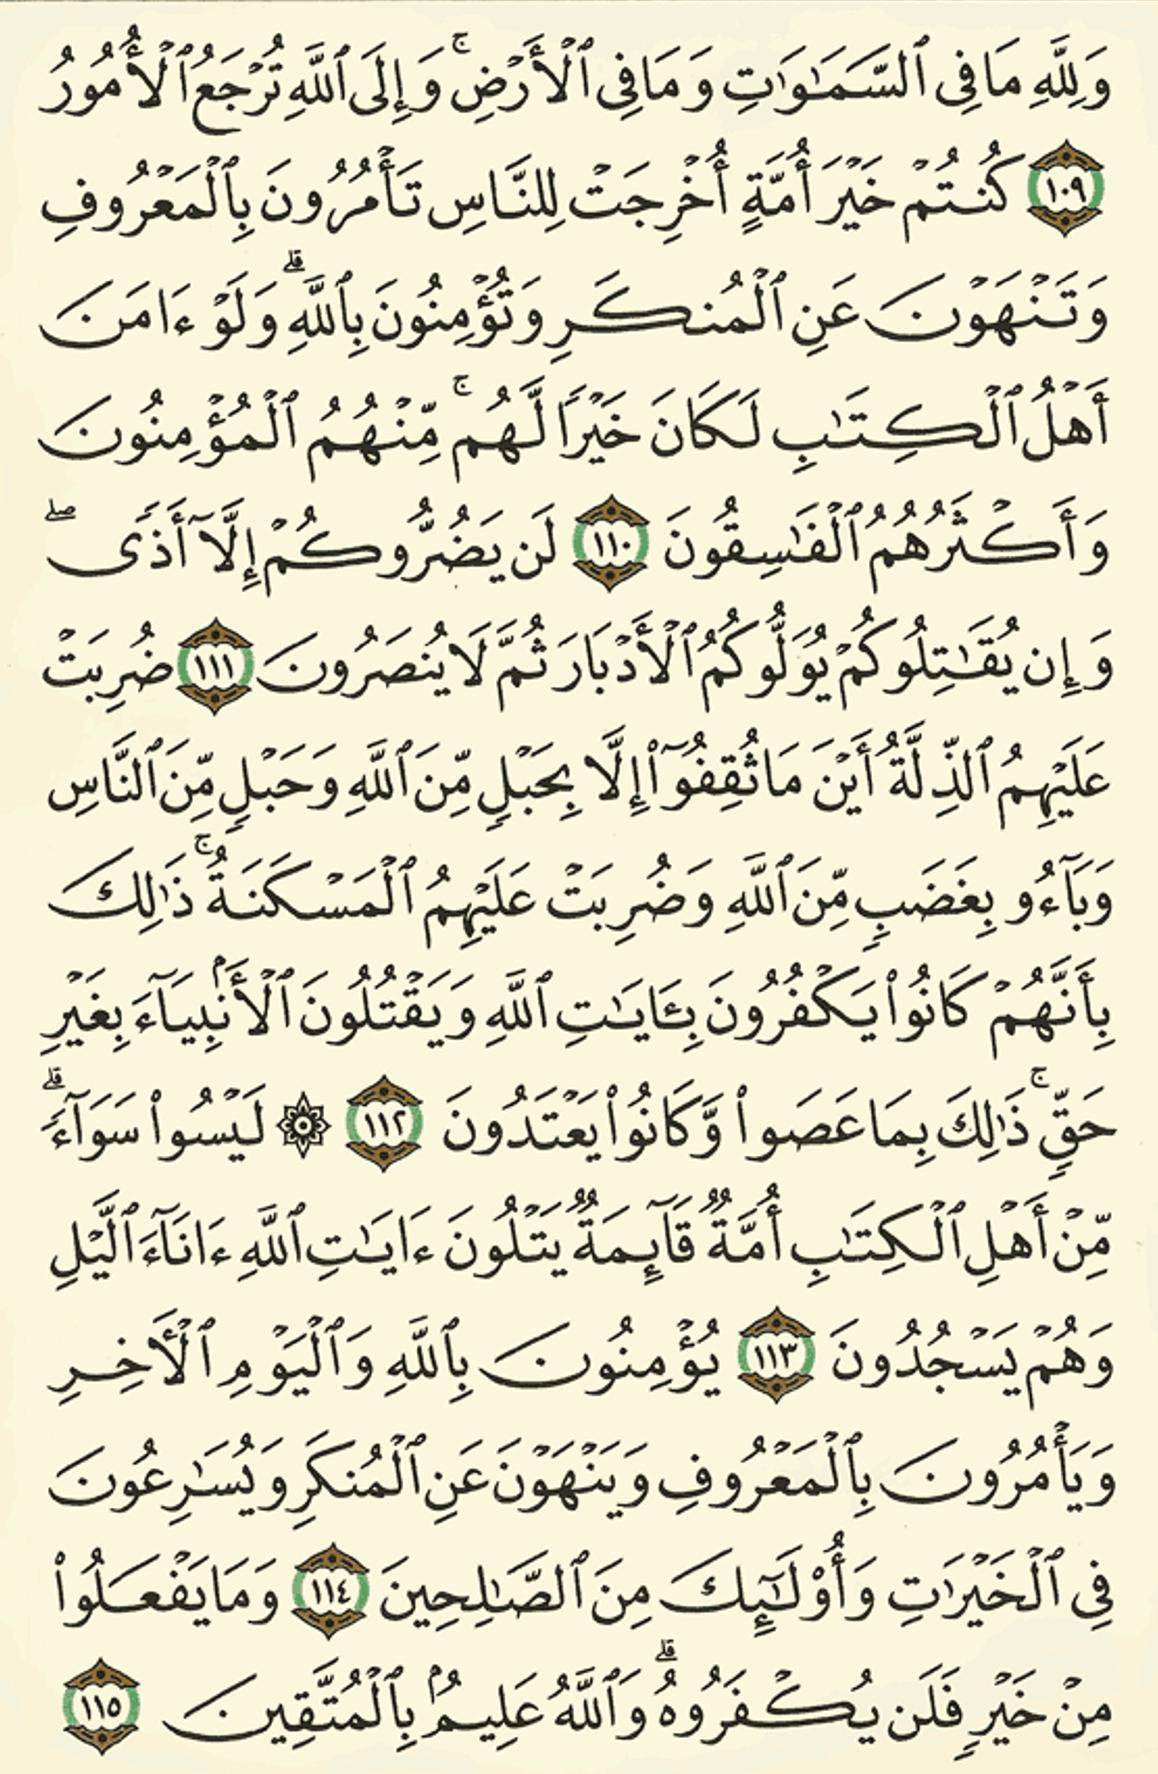 وَلِلَّهِ مَا فِى ٱلسَّمَـٰوَٰتِ وَمَا فِى ٱلْأَرْضِ ۚ وَإِلَى ٱللَّهِ تُرْجَعُ ٱلْأُمُورُ
١٠٩ كُنتُمْ خَيْرَ أُمَّةٍ أُخْرِجَتْ لِلنَّاسِ تَأْمُرُونَ بِٱلْمَعْرُوفِ
وَتَنْهَوْنَ عَنِ ٱلْمُنكَرِ وَتُؤْمِنُونَ بِٱللَّهِ ۗ وَلَوْ ءَامَنَ
أَهْلُ ٱلْكِتَـٰبِ لَكَانَ خَيْرًا لَّهُم ۚ مِّنْهُمُ ٱلْمُؤْمِنُونَ
وَأَكْثَرُهُمُ ٱلْفَـٰسِقُونَ ١١٠ لَن يَضُرُّوكُمْ إِلَّآ أَذًى ۖ
وَإِن يُقَـٰتِلُوكُمْ يُوَلُّوكُمُ ٱلْأَدْبَارَ ثُمَّ لَا يُنصَرُونَ ١١١ ضُرِبَتْ
عَلَيْهِمُ ٱلذِّلَّةُ أَيْنَ مَا ثُقِفُوٓا۟ إِلَّا بِحَبْلٍ مِّنَ ٱللَّهِ وَحَبْلٍ مِّنَ ٱلنَّاسِ
وَبَآءُو بِغَضَبٍ مِّنَ ٱللَّهِ وَضُرِبَتْ عَلَيْهِمُ ٱلْمَسْكَنَةُ ۚ ذَٰلِكَ
بِأَنَّهُمْ كَانُوا۟ يَكْفُرُونَ بِـَٔايَـٰتِ ٱللَّهِ وَيَقْتُلُونَ ٱلْأَنۢبِيَآءَ بِغَيْرِ
حَقٍّ ۚ ذَٰلِكَ بِمَا عَصَوا۟ وَّكَانُوا۟ يَعْتَدُونَ ١١٢ ۞ لَيْسُوا۟ سَوَآءً ۗ
مِّنْ أَهْلِ ٱلْكِتَـٰبِ أُمَّةٌ قَآئِمَةٌ يَتْلُونَ ءَايَـٰتِ ٱللَّهِ ءَانَآءَ ٱلَّيْلِ
وَهُمْ يَسْجُدُونَ ١١٣ يُؤْمِنُونَ بِٱللَّهِ وَٱلْيَوْمِ ٱلْـَٔاخِرِ
وَيَأْمُرُونَ بِٱلْمَعْرُوفِ وَيَنْهَوْنَ عَنِ ٱلْمُنكَرِ وَيُسَـٰرِعُونَ
فِى ٱلْخَيْرَٰتِ وَأُو۟لَـٰٓئِكَ مِنَ ٱلصَّـٰلِحِينَ ١١٤ وَمَا يَفْعَلُوا۟
مِنْ خَيْرٍ فَلَن يُكْفَرُوهُ ۗ وَٱللَّهُ عَلِيمٌۢ بِٱلْمُتَّقِينَ ١١٥